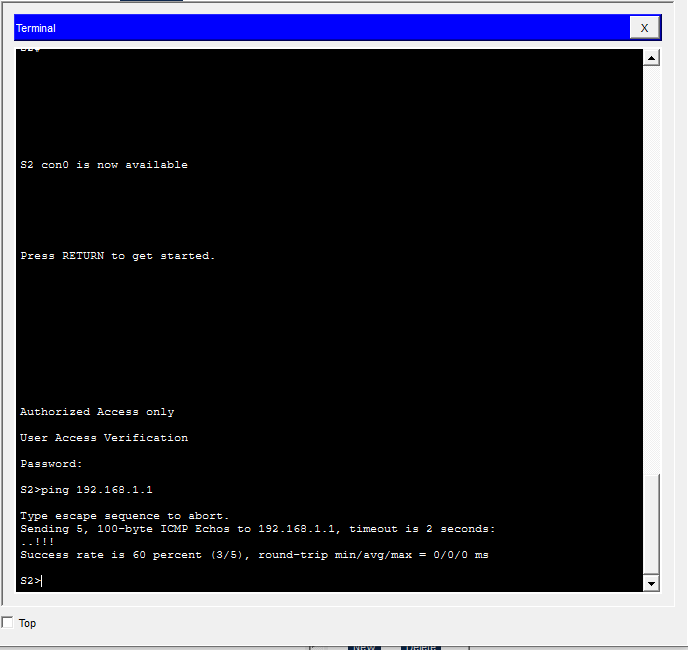 Terminal
X
S2 con0 is now available
Press RETURN to get started.
Authorized Access only
User Access Verification
Password:
S2>ping 192.168.1.1
Type escape sequence to abort.
Sending 5, 100-byte ICMP Echos to 192.168.1.1, timeout is 2 seconds:
..!!!
Success rate is 60 percent (3/5), round-trip min/avg/max = 0/0/0 ms
S2>
Top